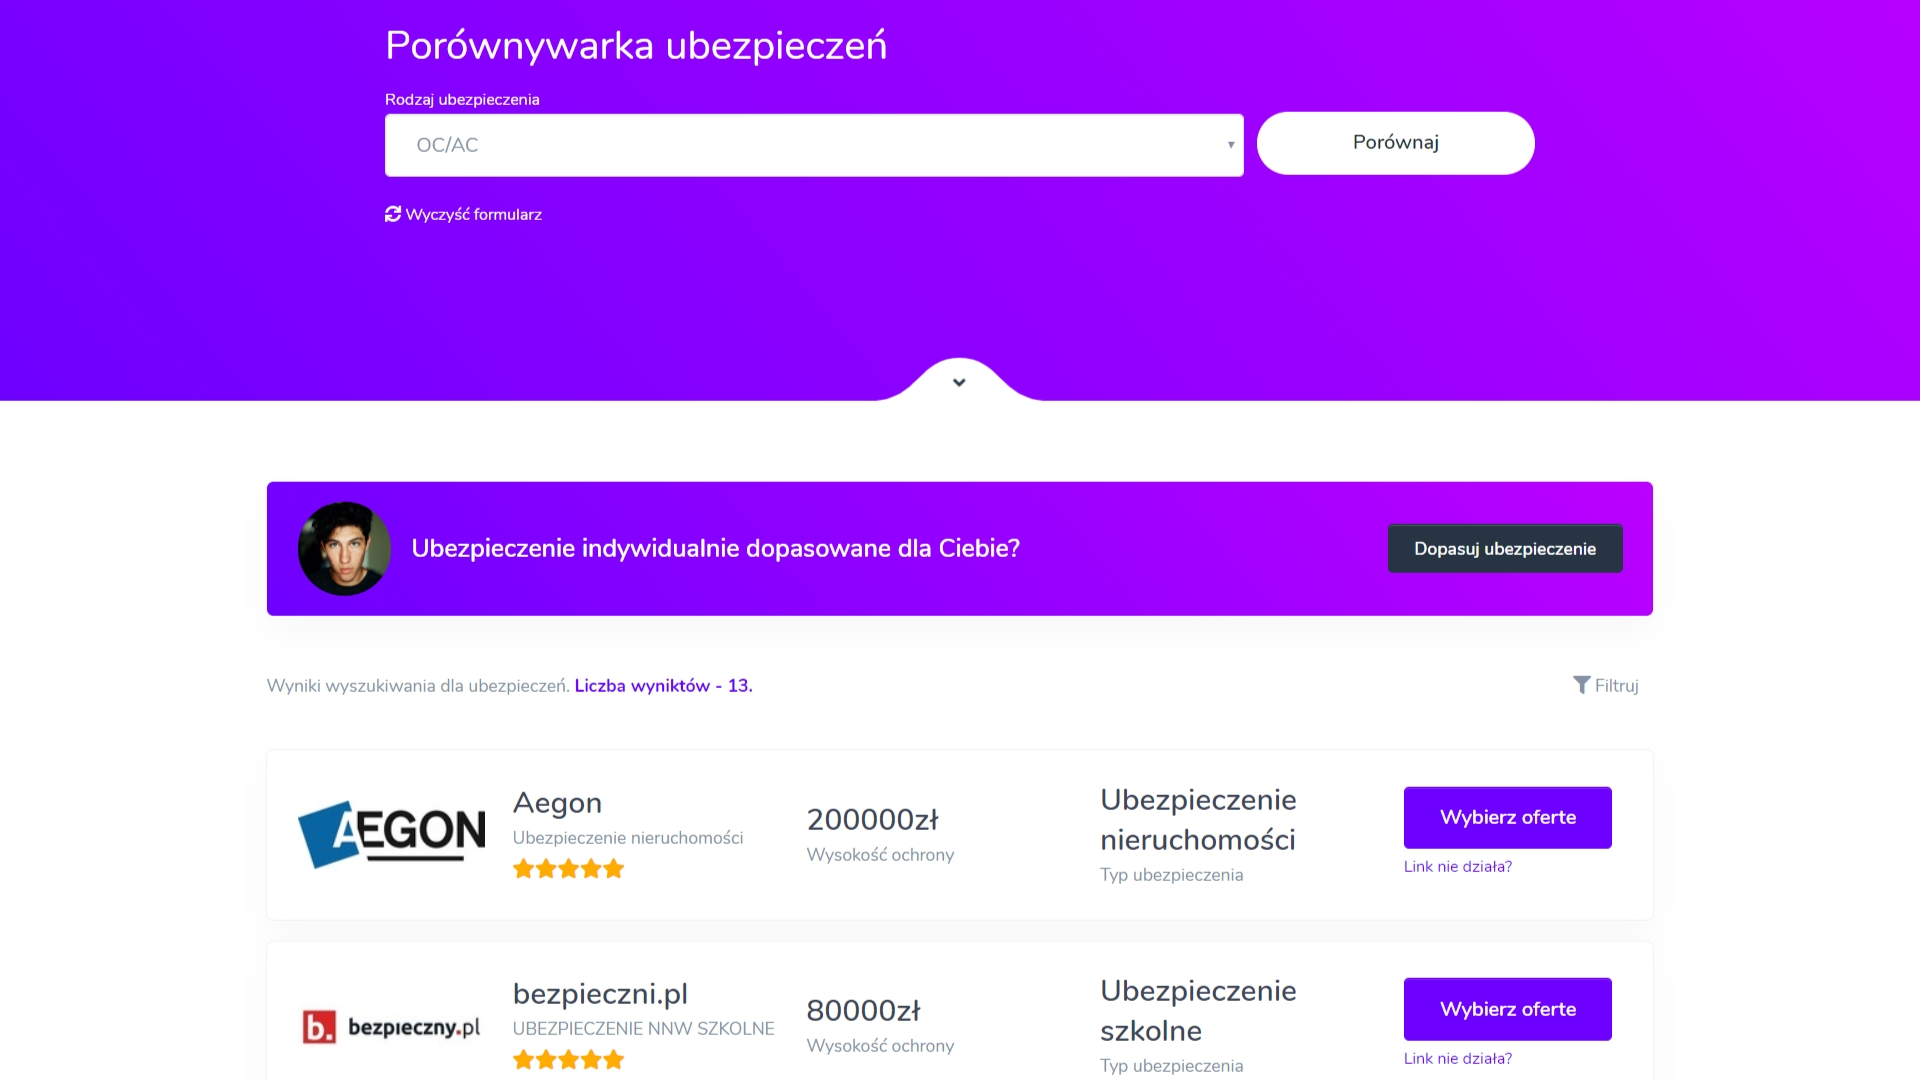 Porównywarka ubezpieczeń
Rodzaj ubezpieczenia
OC/AC
Porównaj
Wyczyść formularz
Ubezpieczenie indywidualnie dopasowane dla Ciebie?
Dopasuj ubezpieczenie
Wyniki wyszukiwania dla ubezpieczeń. Liczba wyniktów - 13.
Filtruj
AEGON
Aegon
Ubezpieczenie nieruchomości
200000zł
Wysokość ochrony
Ubezpieczenie
nieruchomości
Typ ubezpieczenia
Wybierz oferte
Link nie działa?
b. bezpieczny.pl
bezpieczni.pl
UBEZPIECZENIE NNW SZKOLNE
80000zł
Wysokość ochrony
Ubezpieczenie
szkolne
Typ ubezpieczenia
Wybierz oferte
Link nie działa?